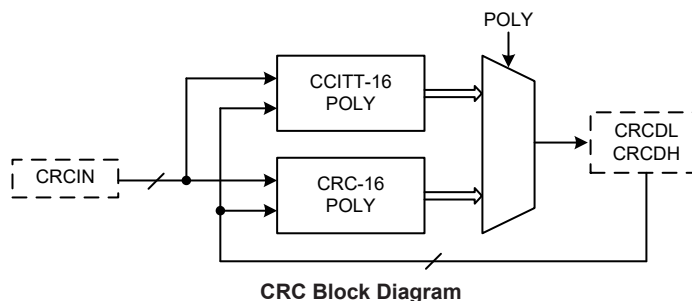 POLY
CCITT-16
POLY
CRCDL
CRCDH
CRCIN
CRC-16
POLY
CRC Block Diagram